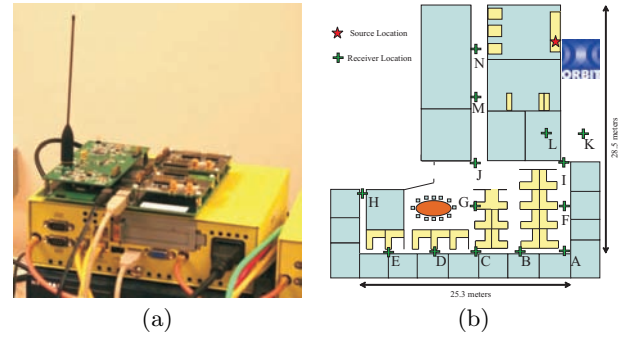 Source Location
Receiver Location
ORBIT
N
M
L
K
J
I
H
G
F
E
D
C
B
A
28.5 meters
25.3 meters
(a)
(b)